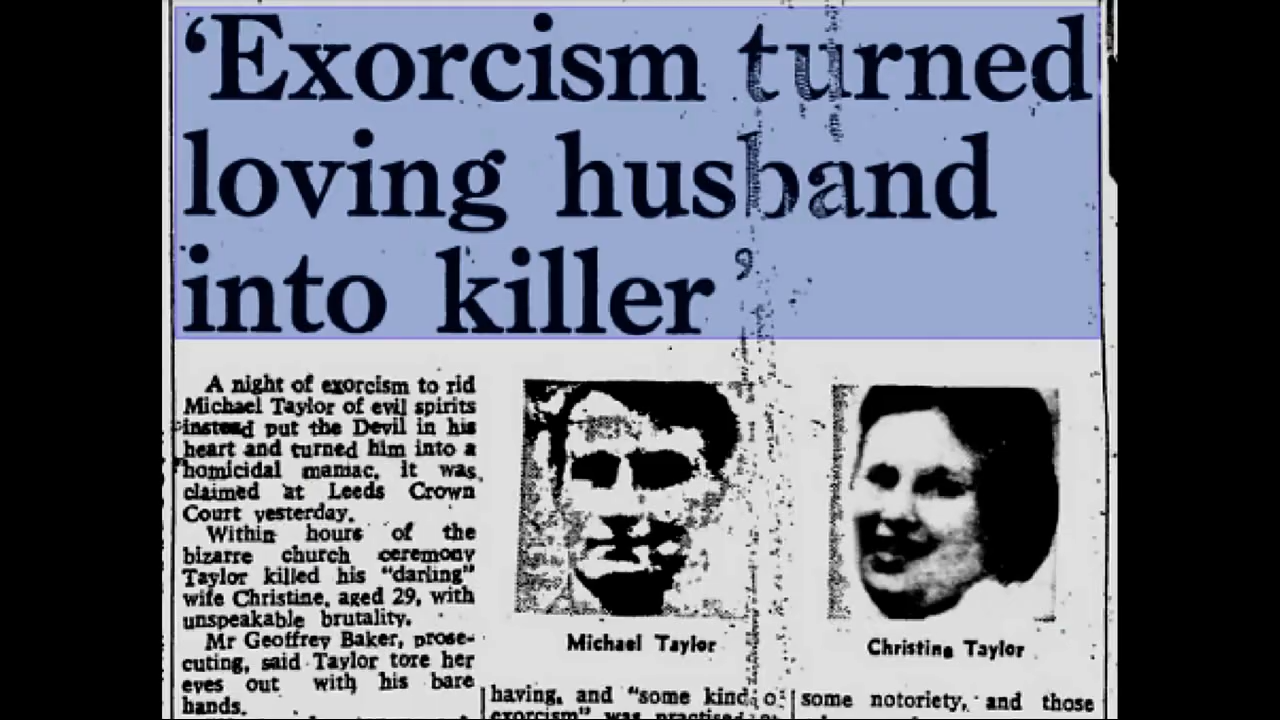 ‘Exorcism turned
loving husband
into killer’
A night of exorcism to rid
Michael Taylor of evil spirits
instead put the Devil in his
heart and turned him into a
homicidal maniac, it was
claimed at Leeds Crown
Court yesterday.
Within hours of the
bizarre church ceremony
Taylor killed his “darling”
wife Christine, aged 29, with
unspeakable brutality.
Mr Geoffrey Baker, prose-
cuting, said Taylor tore her
eyes out with his bare
hands.
Michael Taylor
having, and “some kind o
exorcism” was practised
Christine Taylor
some notoriety, and those